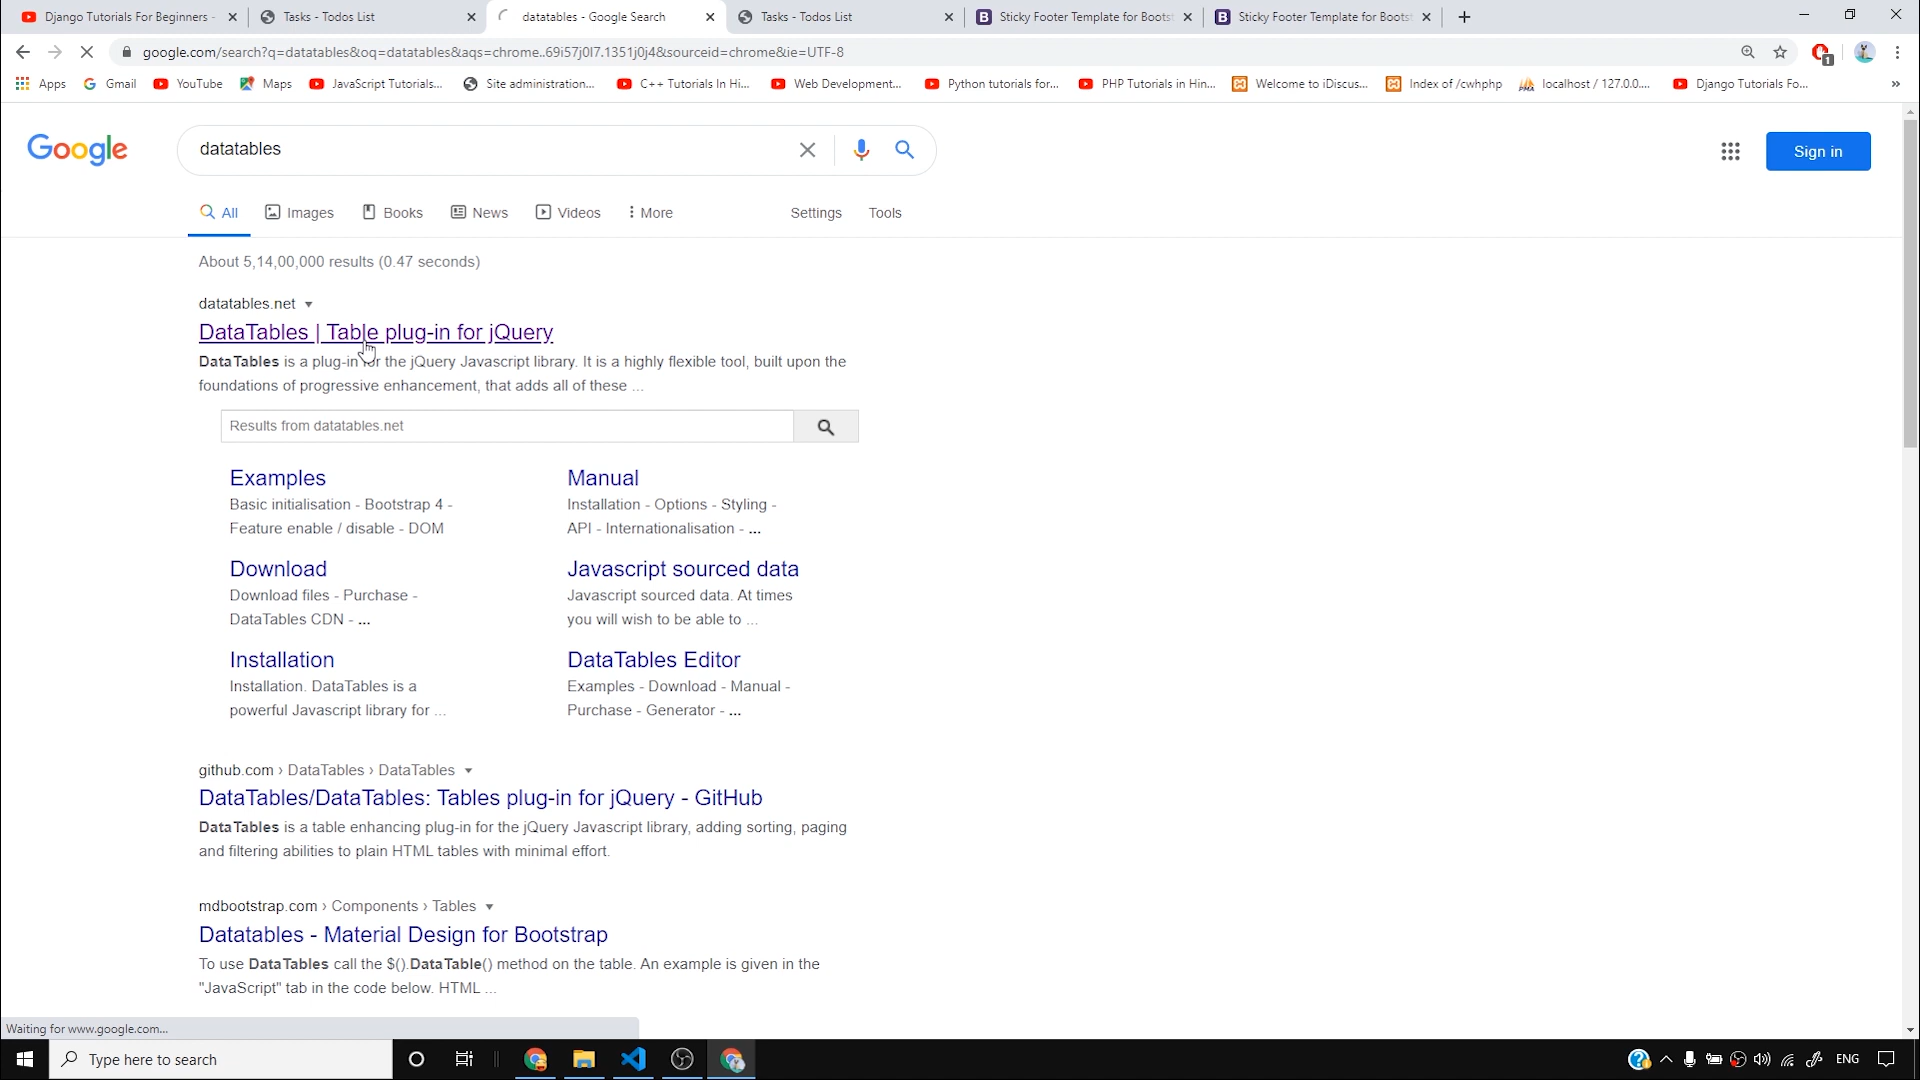 Django Tutorials For Beginners -
Tasks - Todos List
datatables - Google Search
Tasks - Todos List
Sticky Footer Template for Boots
Sticky Footer Template for Boots
google.com/search?q=datatables&oq=datatables&aqs=chrome..69i57j0l7.1351j0j4&sourceid=chrome&ie=UTF-8
1
Apps
Gmail
YouTube
Maps
JavaScript Tutorials...
Site administration...
C++ Tutorials In Hi...
Web Development...
Python tutorials for...
PHP Tutorials in Hin...
Welcome to iDiscus...
Index of /cwhphp
localhost / 127.0.0....
Django Tutorials Fo...
»
Google
datatables
Sign in
All
Images
Books
News
Videos
More
Settings
Tools
About 5,14,00,000 results (0.47 seconds)
datatables.net
DataTables | Table plug-in for jQuery
DataTables is a plug-in for the jQuery Javascript library. It is a highly flexible tool, built upon the
foundations of progressive enhancement, that adds all of these ...
Results from datatables.net
Examples
Basic initialisation - Bootstrap 4 -
Feature enable / disable - DOM
Manual
Installation - Options - Styling -
API - Internationalisation - ...
Download
Download files - Purchase -
DataTables CDN - ...
Javascript sourced data
Javascript sourced data. At times
you will wish to be able to ...
Installation
Installation. DataTables is a
powerful Javascript library for ...
DataTables Editor
Examples - Download - Manual -
Purchase - Generator - ...
github.com › DataTables › DataTables
DataTables/DataTables: Tables plug-in for jQuery - GitHub
DataTables is a table enhancing plug-in for the jQuery Javascript library, adding sorting, paging
and filtering abilities to plain HTML tables with minimal effort.
mdbootstrap.com › Components › Tables
Datatables - Material Design for Bootstrap
To use DataTables call the $().DataTable() method on the table. An example is given in the
"JavaScript" tab in the code below. HTML ...
Waiting for www.google.com...
Type here to search
ENG